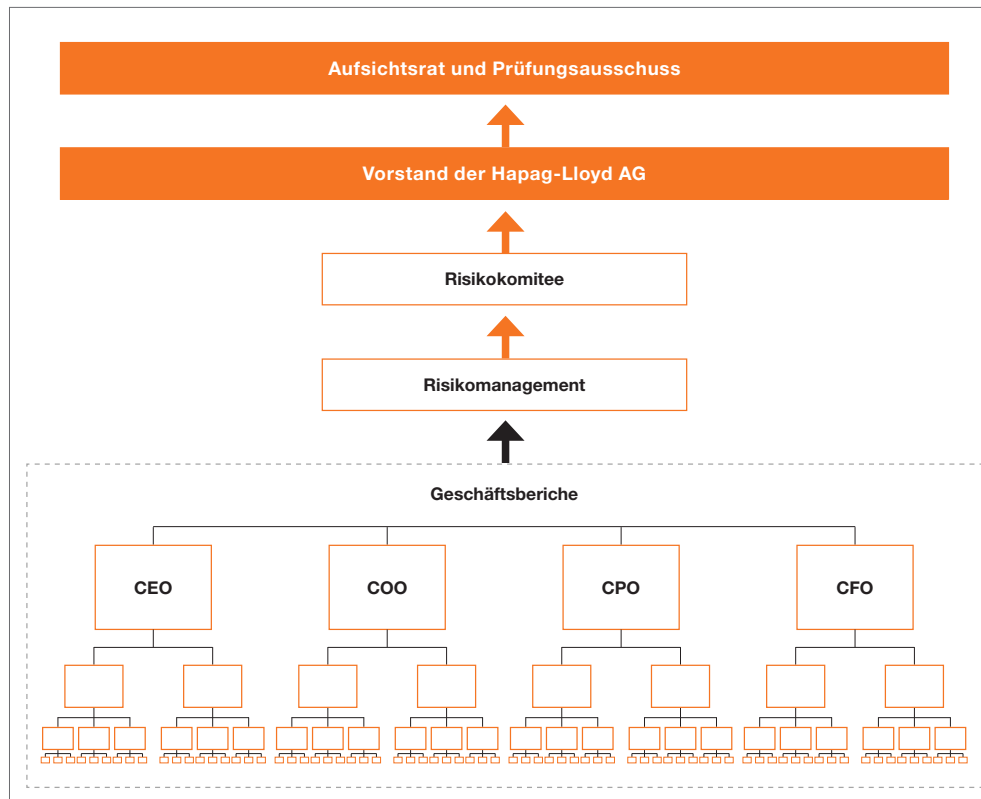 Aufsichtsrat und Prüfungsausschuss
Vorstand der Hapag-Lloyd AG
Risikokomitee
Risikomanagement
Geschäftsberiche
CEO
COO
CPO
CFO